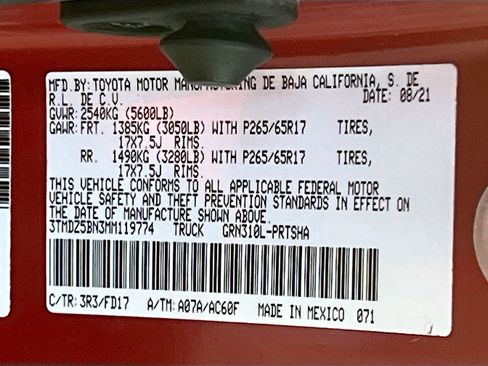 MFD.BY: TOYOTA MOTOR MANUFACTURING DE BAJA CALIFORNIA, S. DE
R.L. DE C.V. DATE: 08/21
GVWR: 2540KG (5600LB)
GAWR: FRT. 1385KG (3050LB) WITH P265/65R17 TIRES,
17X7.5J RIMS.
RR. 1490KG (3280LB) WITH P265/65R17 TIRES,
17X7.5J RIMS.
THIS VEHICLE CONFORMS TO ALL APPLICABLE FEDERAL MOTOR
VEHICLE SAFETY AND THEFT PREVENTION STANDARDS IN EFFECT ON
THE DATE OF MANUFACTURE SHOWN ABOVE.
3TMDZ5BN3MM119774 TRUCK GRN310L-PRTSHA
C/TR: 3R3/FD17 A/TM: A07A/AC60F MADE IN MEXICO 071